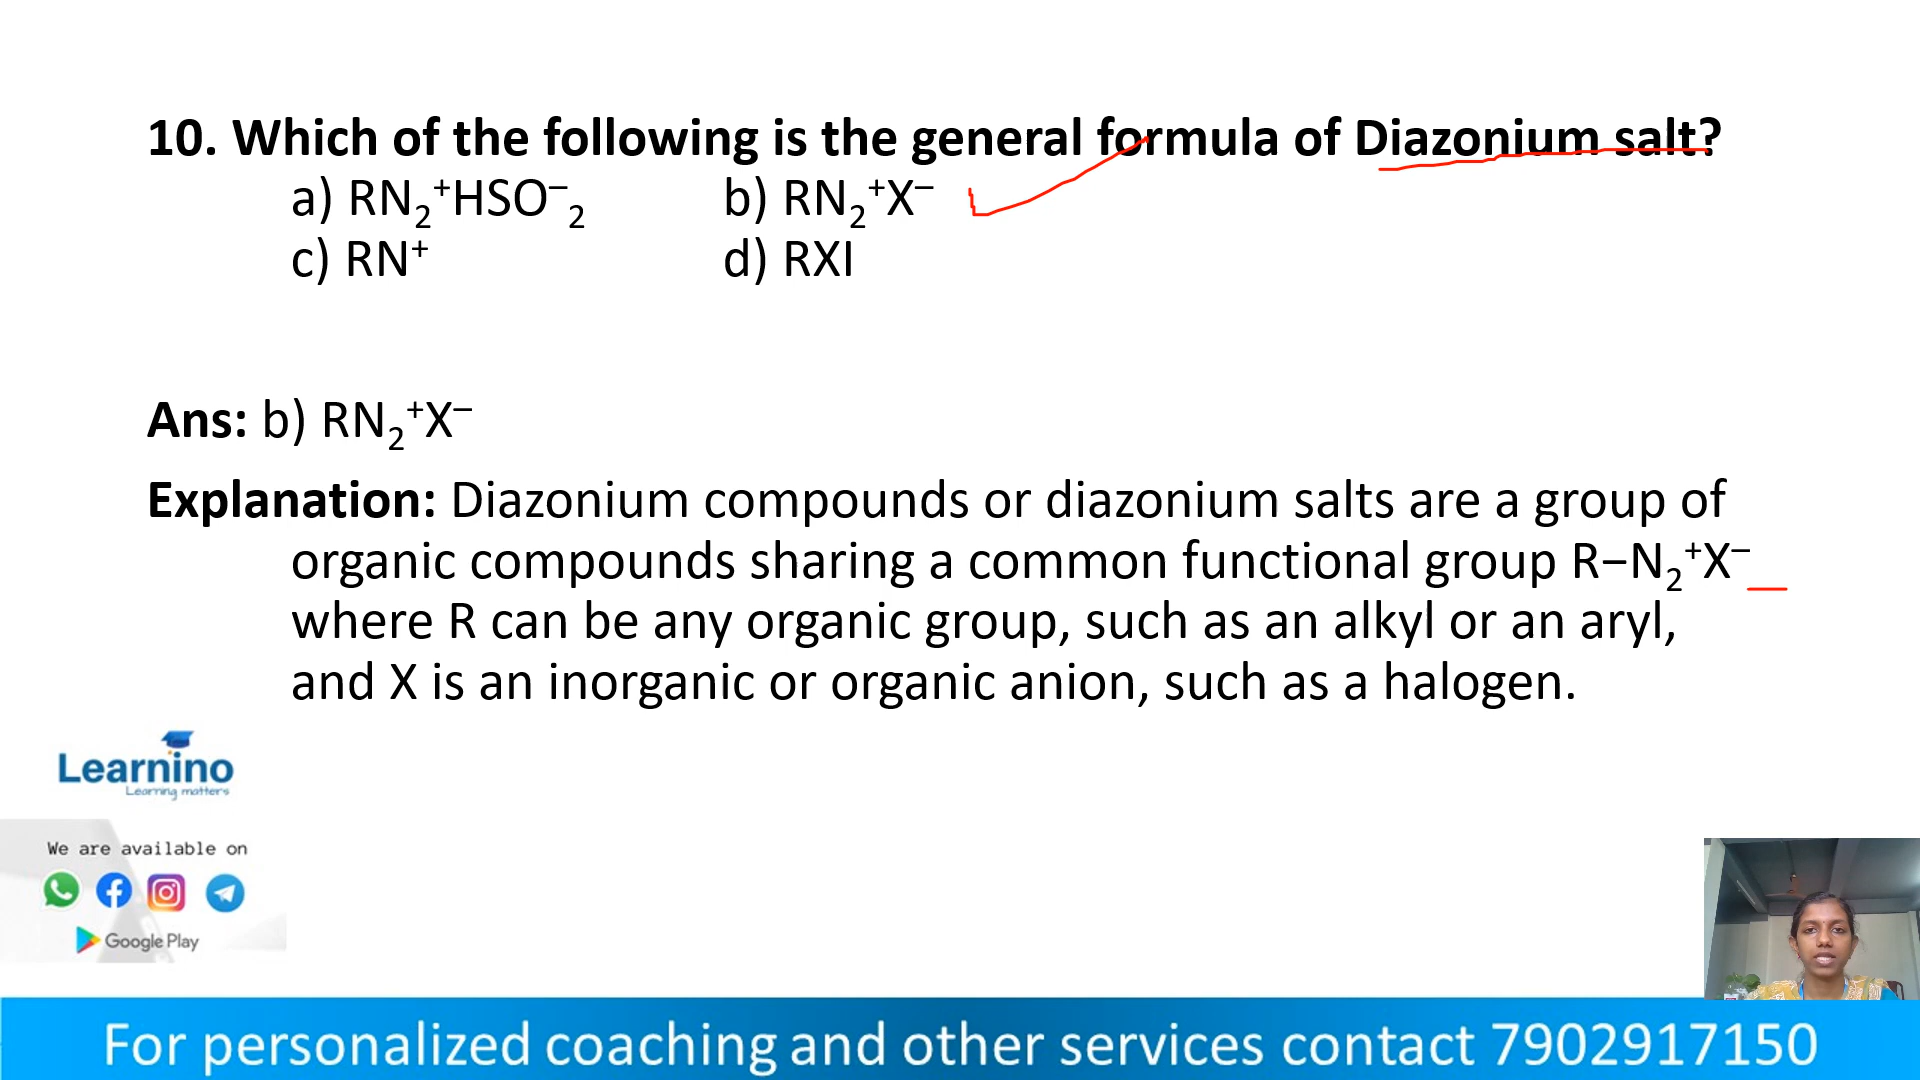 10. Which of the following is the general formula of Diazonium salt?
a) RN₂⁺HSO⁻₂ b) RN₂⁺X⁻
c) RN⁺ d) RXI
Ans: b) RN₂⁺X⁻
Explanation: Diazonium compounds or diazonium salts are a group of
organic compounds sharing a common functional group R−N₂⁺X⁻
where R can be any organic group, such as an alkyl or an aryl,
and X is an inorganic or organic anion, such as a halogen.
Learnino
Learning matters
We are available on
Google Play
For personalized coaching and other services contact 7902917150